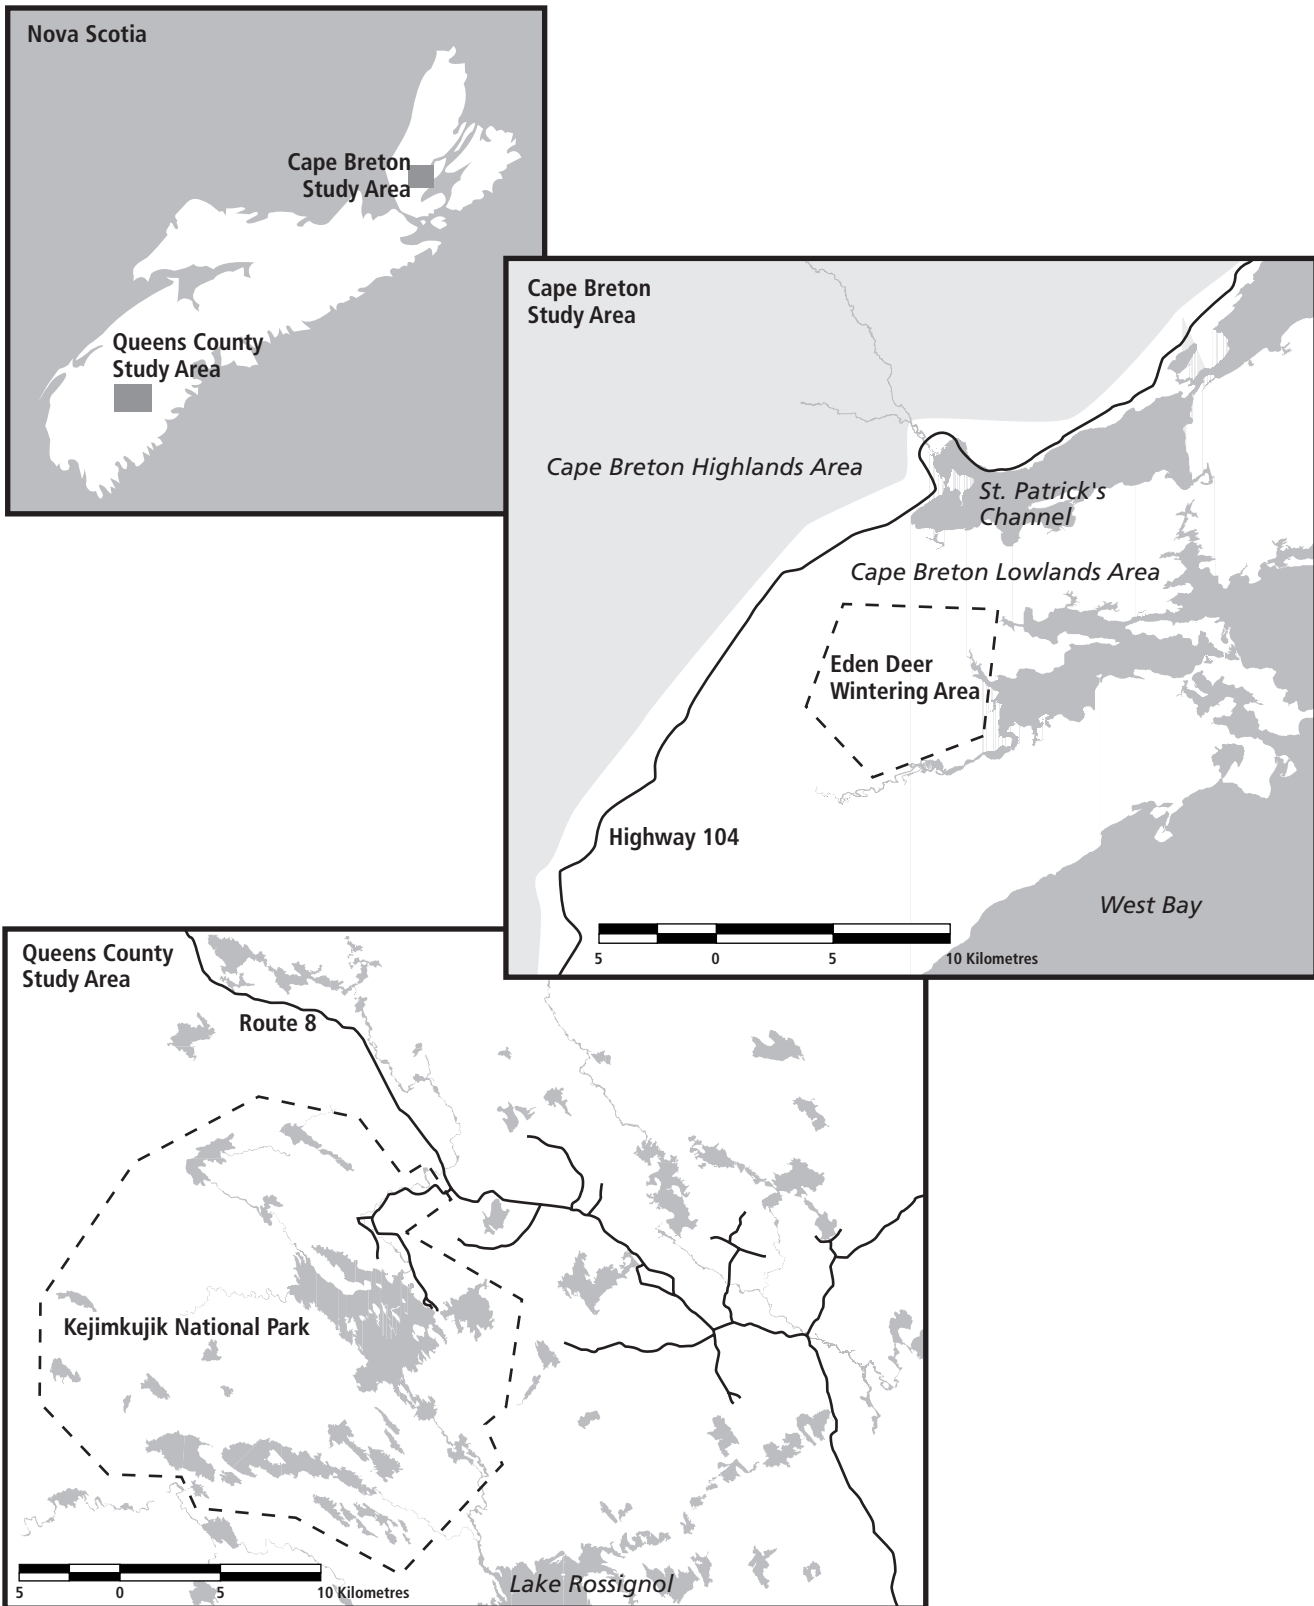 Nova Scotia
Cape Breton
Study Area
Queens County
Study Area
Cape Breton
Study Area
Cape Breton Highlands Area
St. Patrick's
Channel
Cape Breton Lowlands Area
Eden Deer
Wintering Area
Highway 104
West Bay
5 0 5 10 Kilometres
Queens County
Study Area
Route 8
Kejimkujik National Park
5 0 5 10 Kilometres
Lake Rossignol